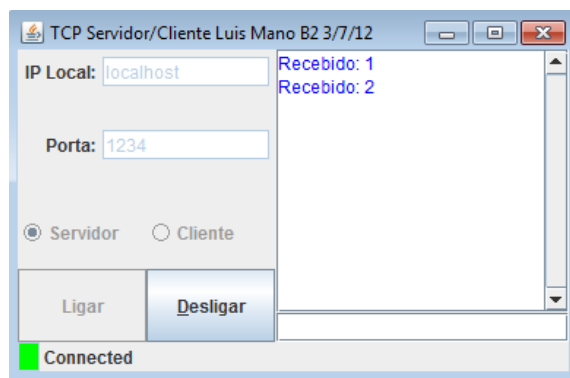 TCP Servidor/Cliente Luis Mano B2 3/7/12
IP Local: localhost
Porta: 1234
Servidor Cliente
Ligar Desligar
Connected
Recebido: 1
Recebido: 2